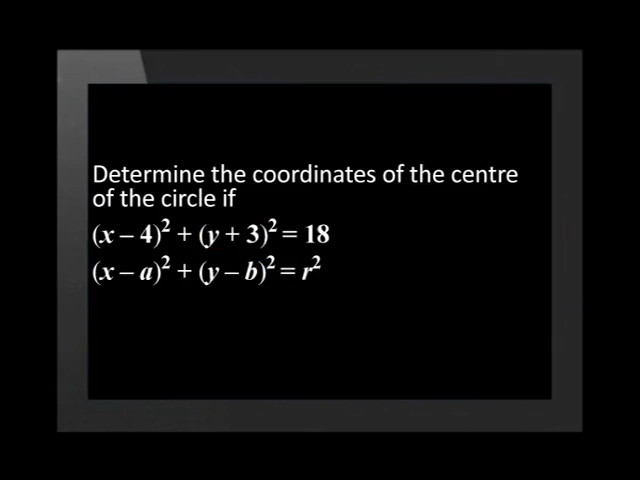 Determine the coordinates of the centre
of the circle if
(x – 4)² + (y + 3)² = 18
(x – a)² + (y – b)² = r²